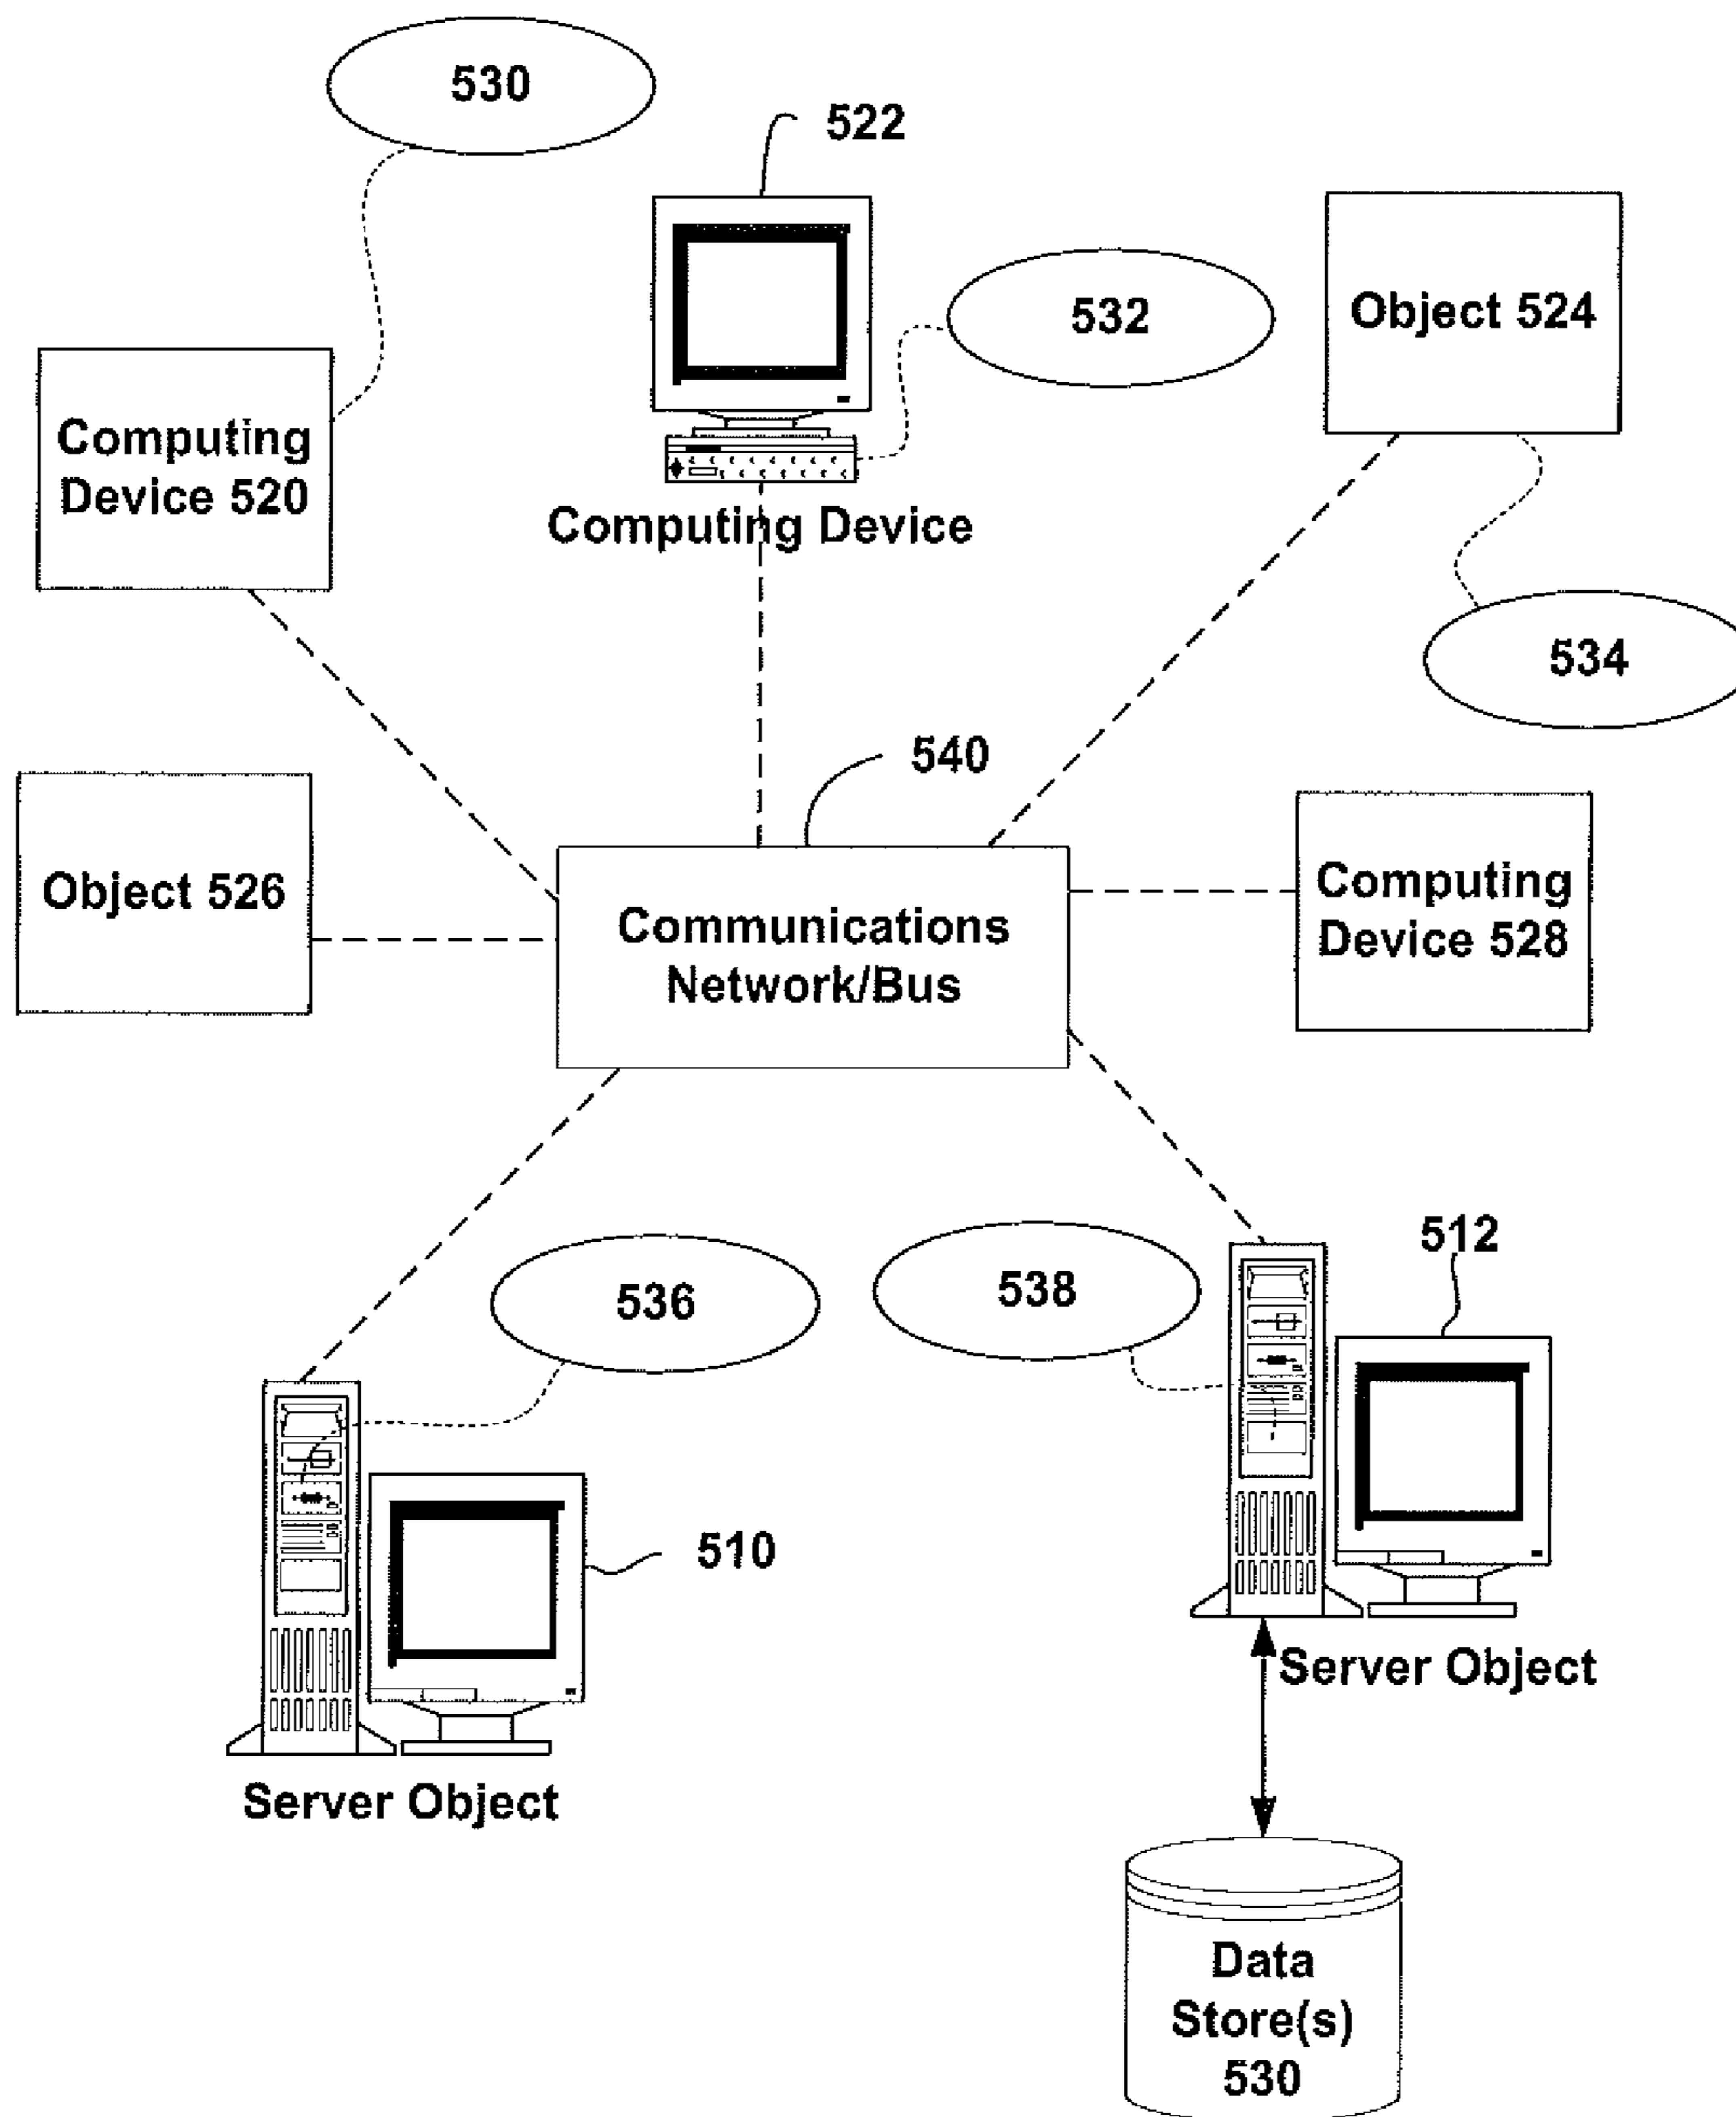 530
522
532
Object 524
Computing
Device 520
Computing Device
534
540
Object 526
Communications
Network/Bus
Computing
Device 528
536
538
512
510
Server Object
Server Object
Data
Store(s)
530